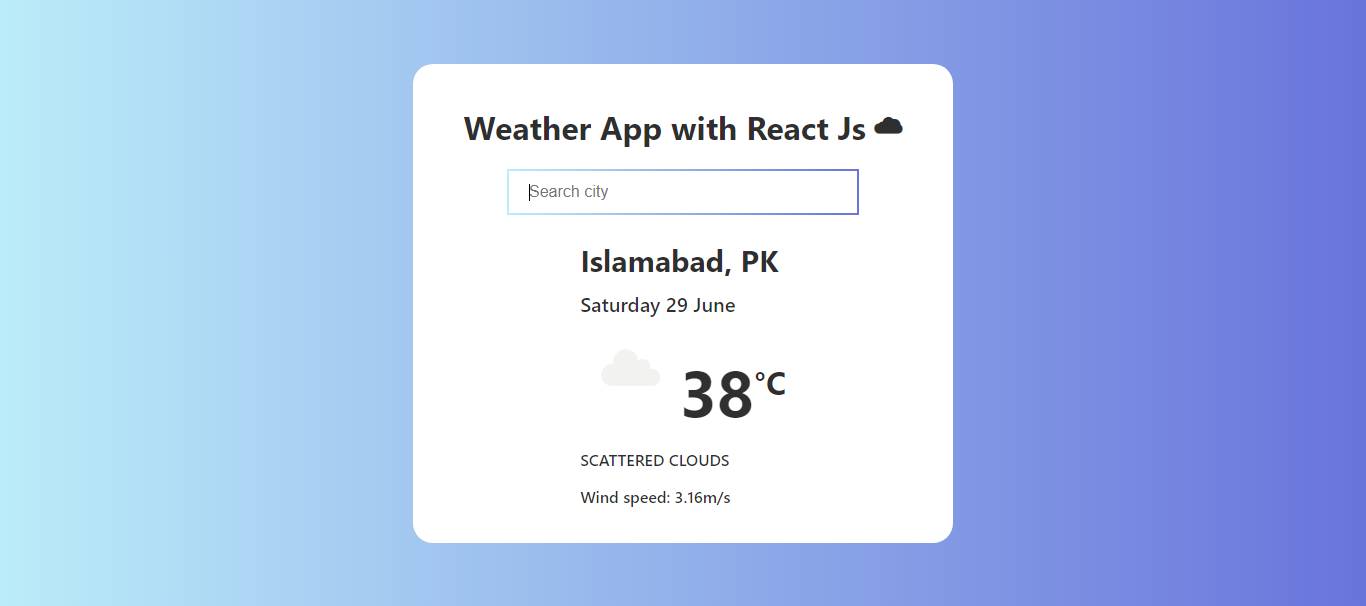 Weather App with React Js
Search city
Islamabad, PK
Saturday 29 June
38°C
SCATTERED CLOUDS
Wind speed: 3.16m/s